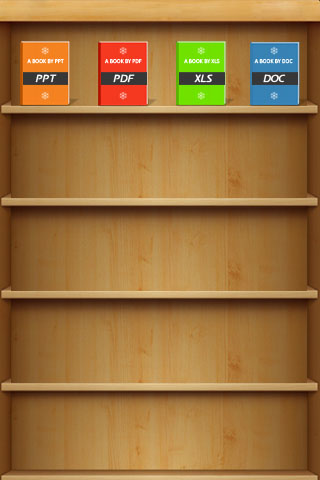 A BOOK BY PPT
PPT
A BOOK BY PDF
PDF
A BOOK BY XLS
XLS
A BOOK BY DOC
DOC